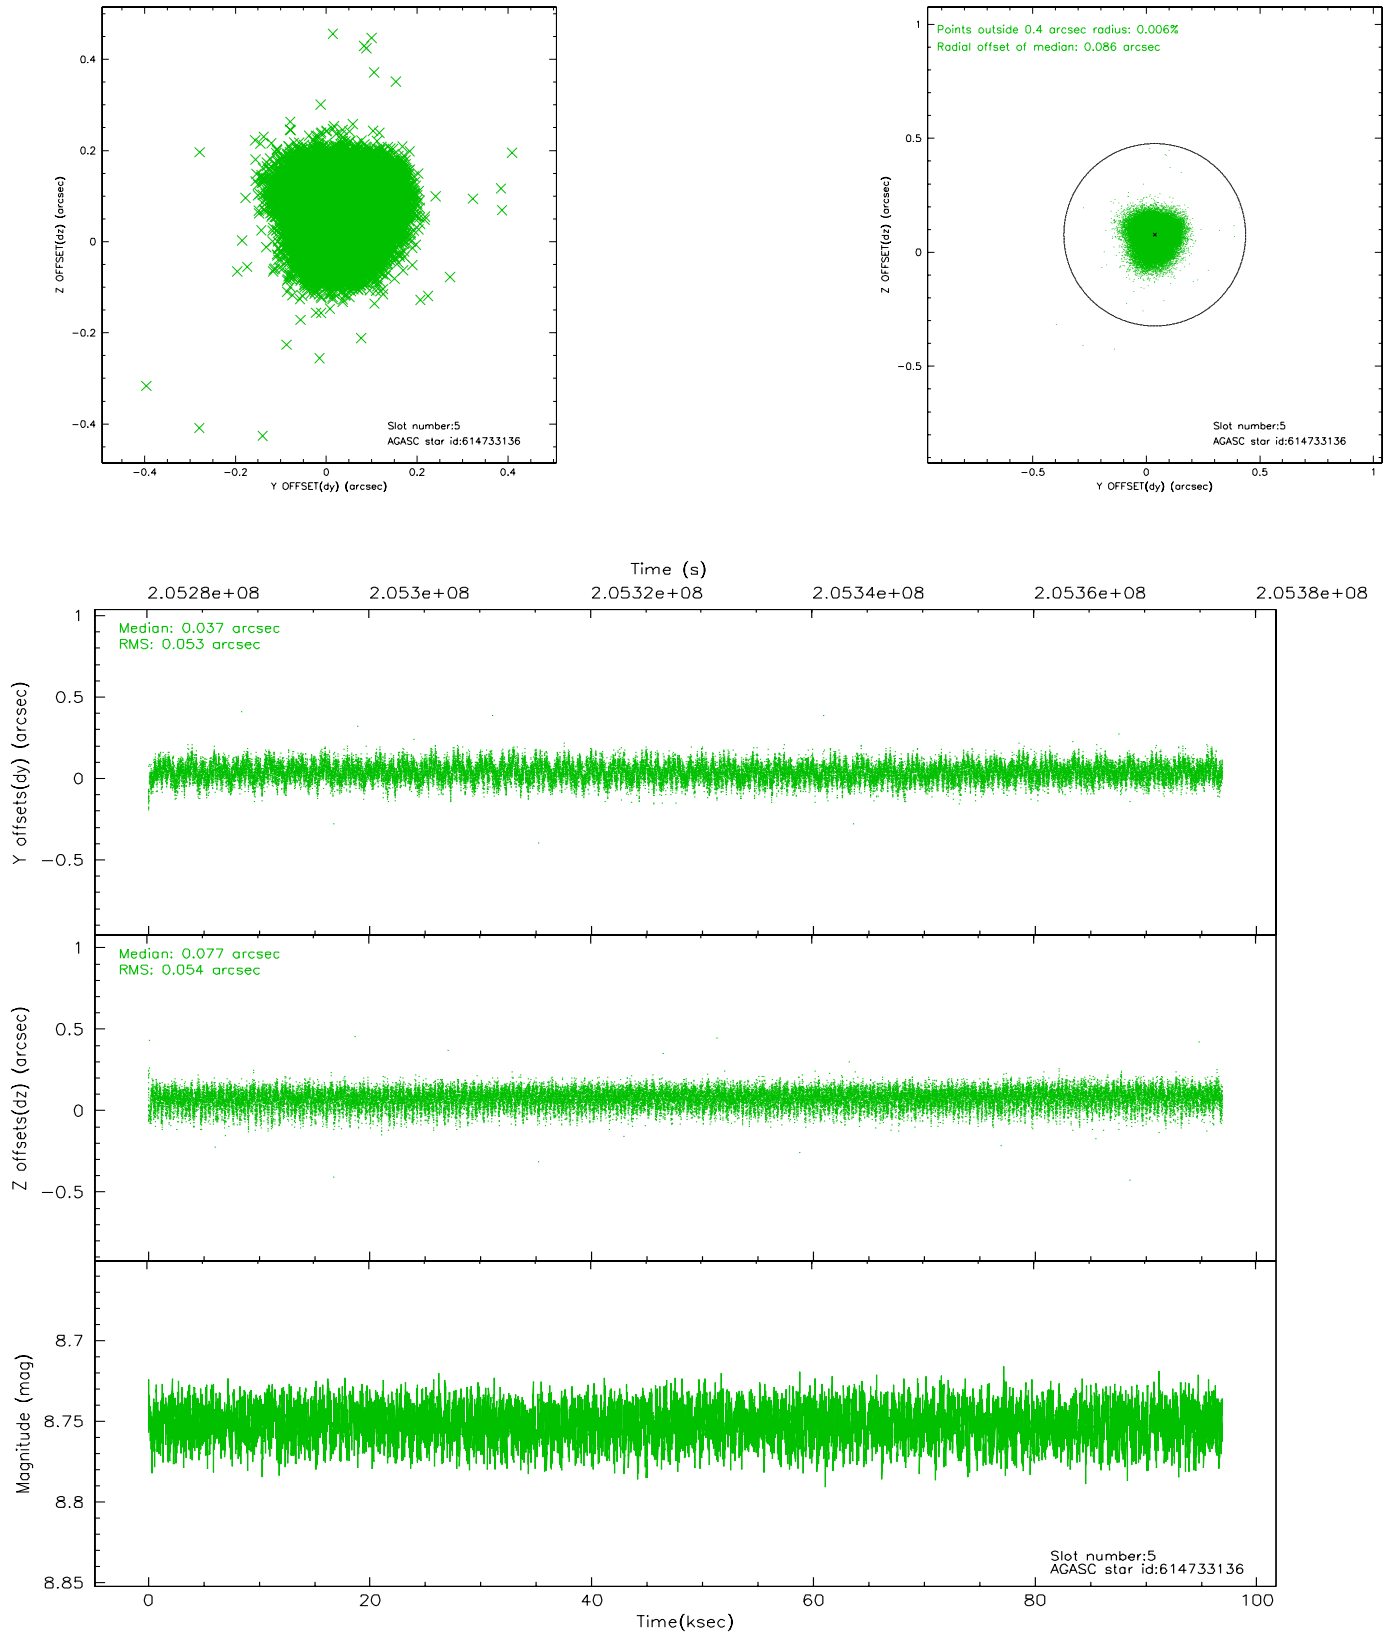 0.4
0.2
0
-0.2
-0.4
Z OFFSET(dz) (arcsec)
Slot number:5
AGASC star id:614733136
-0.4 -0.2 0 0.2 0.4
Y OFFSET(dy) (arcsec)
Points outside 0.4 arcsec radius: 0.006%
Radial offset of median: 0.086 arcsec
1
0.5
0
-0.5
Z OFFSET(dz) (arcsec)
Slot number:5
AGASC star id:614733136
-0.5 0 0.5 1
Y OFFSET(dy) (arcsec)
Time (s)
2.0528e+08 2.053e+08 2.0532e+08 2.0534e+08 2.0536e+08 2.0538e+08
Median: 0.037 arcsec
RMS: 0.053 arcsec
1
0.5
0
-0.5
Y offsets(dy) (arcsec)
Median: 0.077 arcsec
RMS: 0.054 arcsec
1
0.5
0
-0.5
Z offsets(dz) (arcsec)
8.7
8.75
8.8
8.85
Magnitude (mag)
Slot number:5
AGASC star id:614733136
0 20 40 60 80 100
Time(ksec)